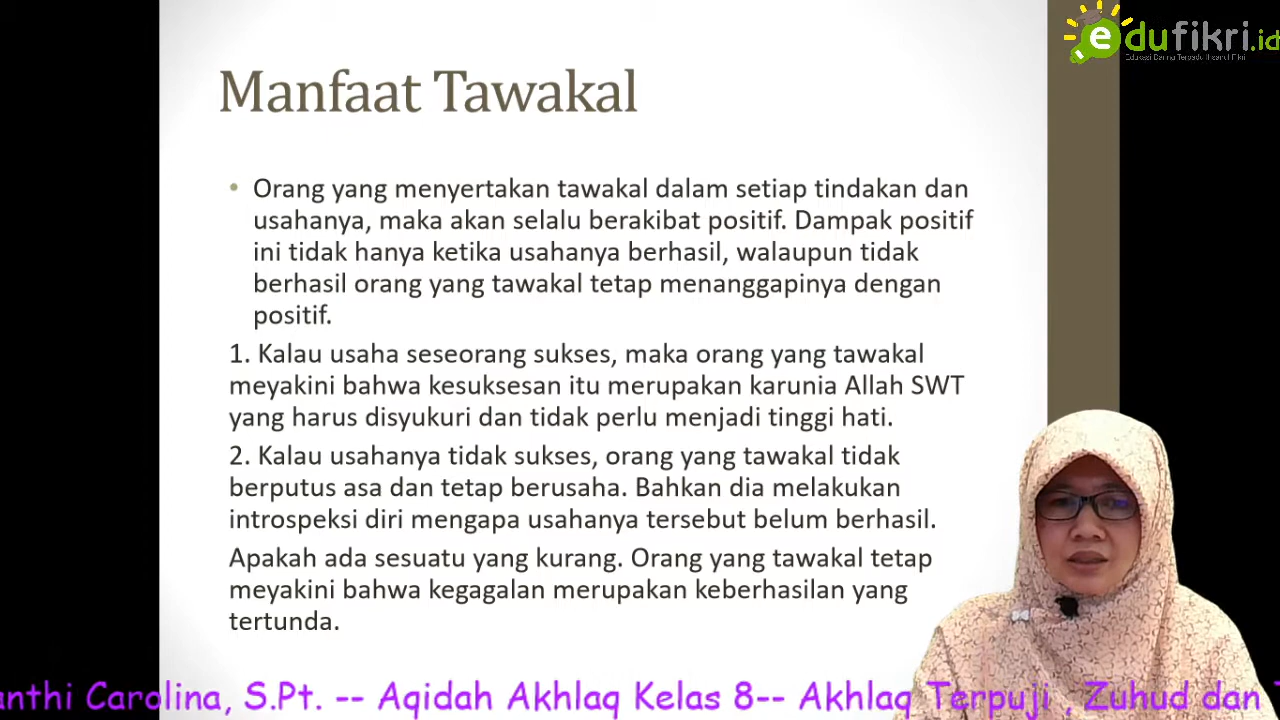 edufikri.id
Manfaat Tawakal
• Orang yang menyertakan tawakal dalam setiap tindakan dan
usahanya, maka akan selalu berakibat positif. Dampak positif
ini tidak hanya ketika usahanya berhasil, walaupun tidak
berhasil orang yang tawakal tetap menanggapinya dengan
positif.
1. Kalau usaha seseorang sukses, maka orang yang tawakal
meyakini bahwa kesuksesan itu merupakan karunia Allah SWT
yang harus disyukuri dan tidak perlu menjadi tinggi hati.
2. Kalau usahanya tidak sukses, orang yang tawakal tidak
berputus asa dan tetap berusaha. Bahkan dia melakukan
introspeksi diri mengapa usahanya tersebut belum berhasil.
Apakah ada sesuatu yang kurang. Orang yang tawakal tetap
meyakini bahwa kegagalan merupakan keberhasilan yang
tertunda.
anthi Carolina, S.Pt. -- Aqidah Akhlaq Kelas 8-- Akhlaq Terpuji , Zuhud dan